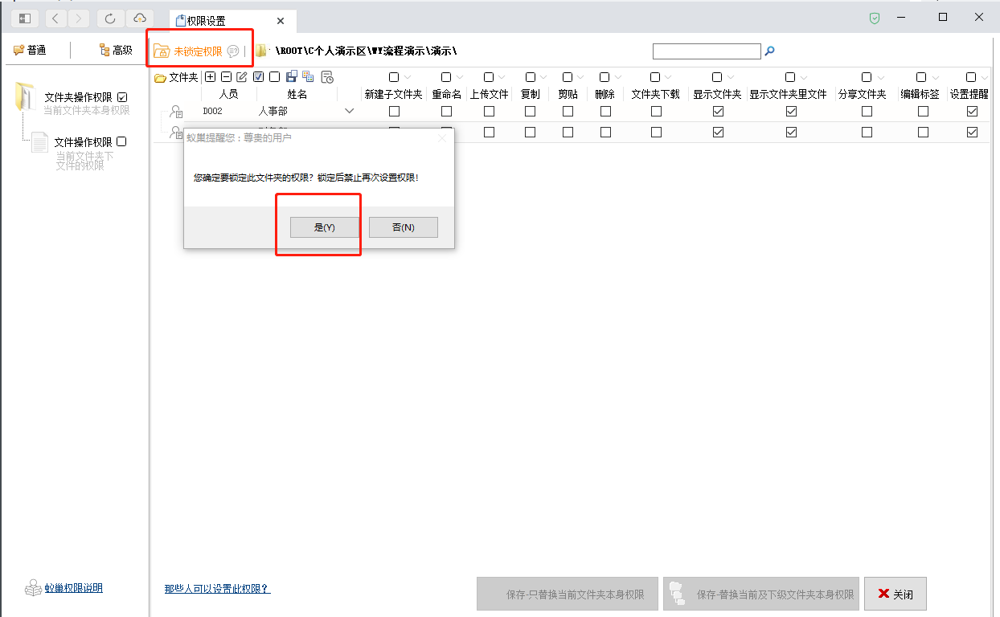 权限设置
普通
高级
未锁定权限
\ROOT\C个人演示区\WY流程演示\演示\
文件夹
人员
姓名
新建子文件夹
重命名
上传文件
复制
剪贴
删除
文件夹下载
显示文件夹
显示文件夹里文件
分享文件夹
编辑标签
设置提醒
文件夹操作权限
当前文件夹本身权限
D002
人事部
文件操作权限
当前文件夹下
文件的权限
蚁巢提醒您：尊贵的用户
您确定要锁定此文件夹的权限？锁定后禁止再次设置权限！
是(Y)
否(N)
蚁巢权限说明
那些人可以设置此权限？
保存-只替换当前文件夹本身权限
保存-替换当前及下级文件夹本身权限
关闭